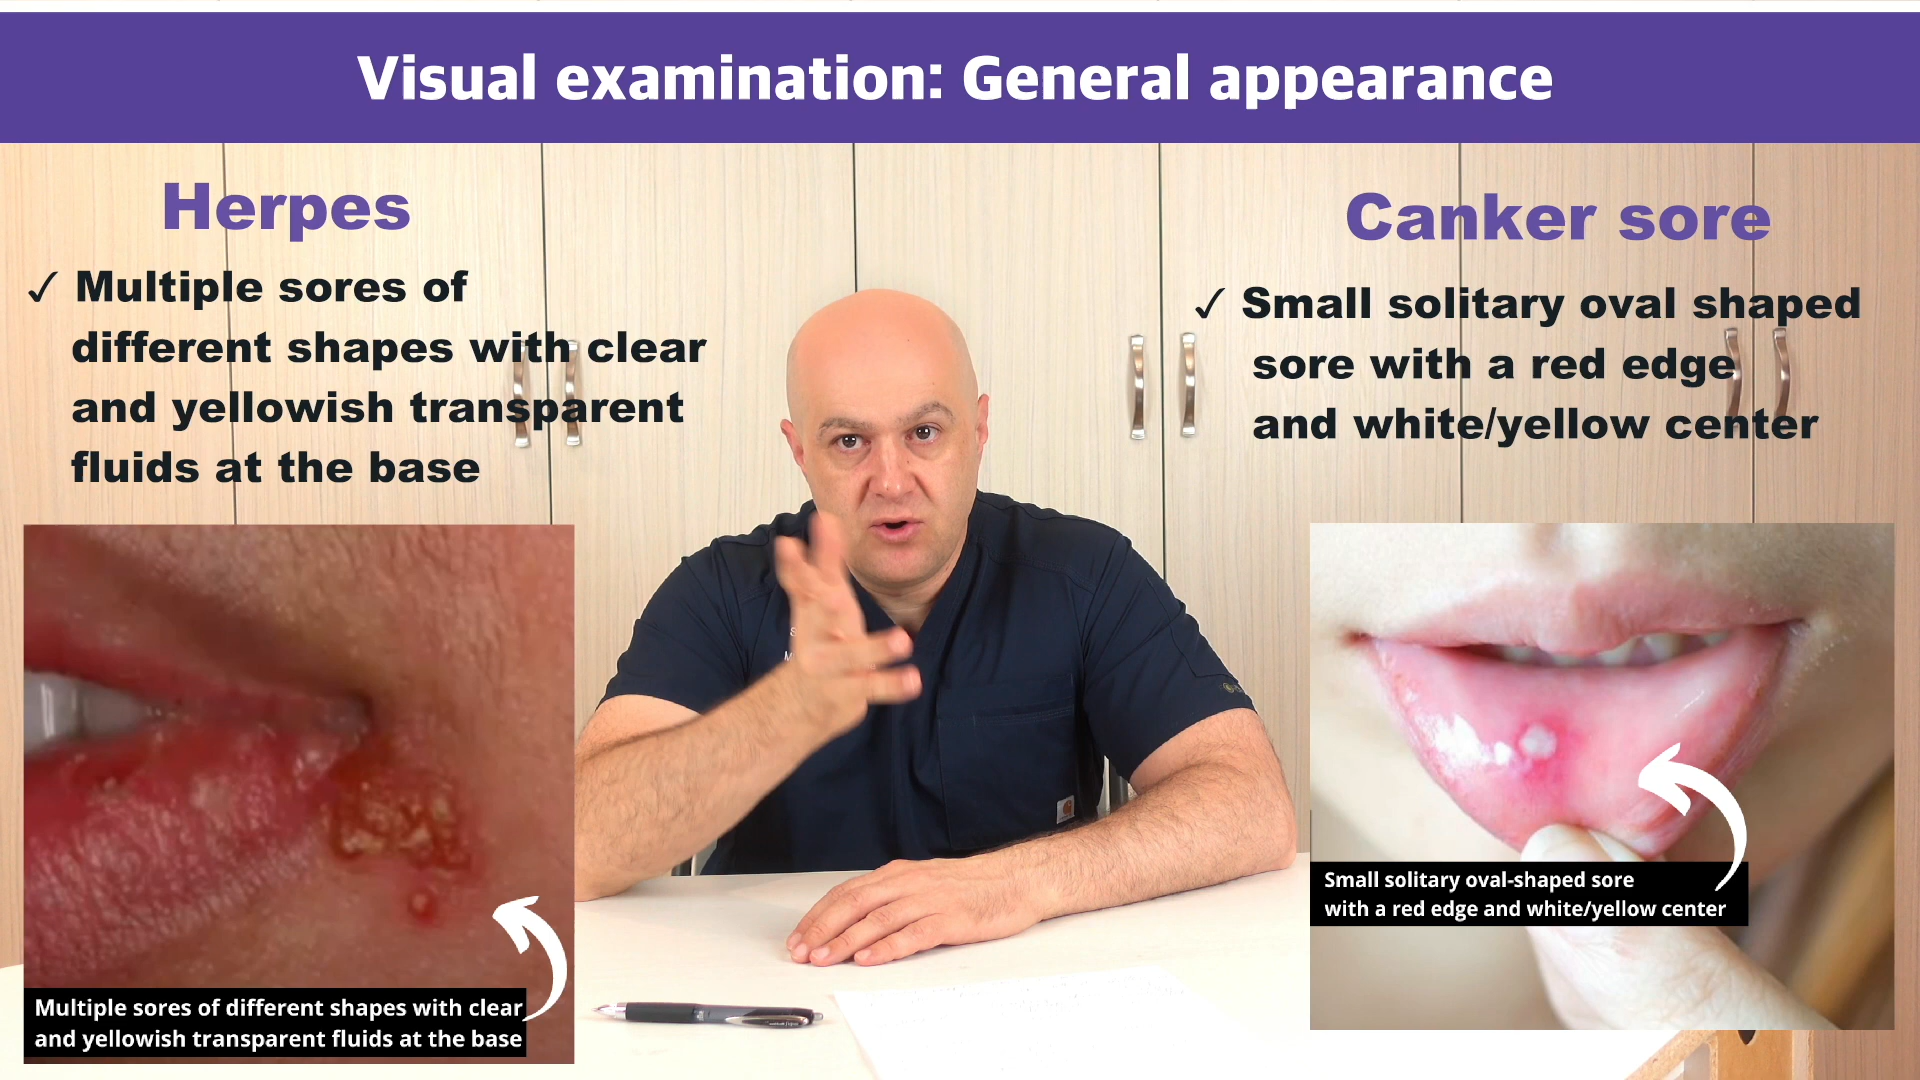 Visual examination: General appearance
Herpes
✓ Multiple sores of
different shapes with clear
and yellowish transparent
fluids at the base
Canker sore
✓ Small solitary oval shaped
sore with a red edge
and white/yellow center
Multiple sores of different shapes with clear
and yellowish transparent fluids at the base
Small solitary oval-shaped sore
with a red edge and white/yellow center